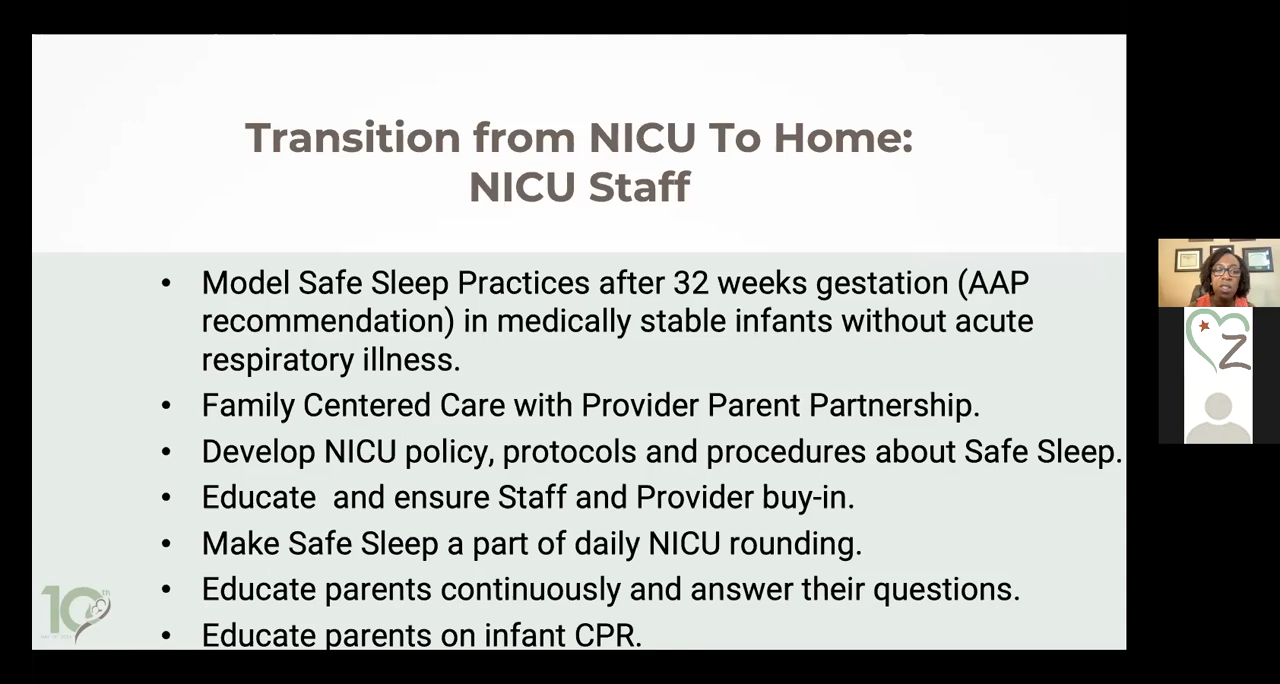 Transition from NICU To Home:
NICU Staff
• Model Safe Sleep Practices after 32 weeks gestation (AAP
recommendation) in medically stable infants without acute
respiratory illness.
• Family Centered Care with Provider Parent Partnership.
• Develop NICU policy, protocols and procedures about Safe Sleep.
• Educate  and ensure Staff and Provider buy-in.
• Make Safe Sleep a part of daily NICU rounding.
• Educate parents continuously and answer their questions.
• Educate parents on infant CPR.
10th
Z